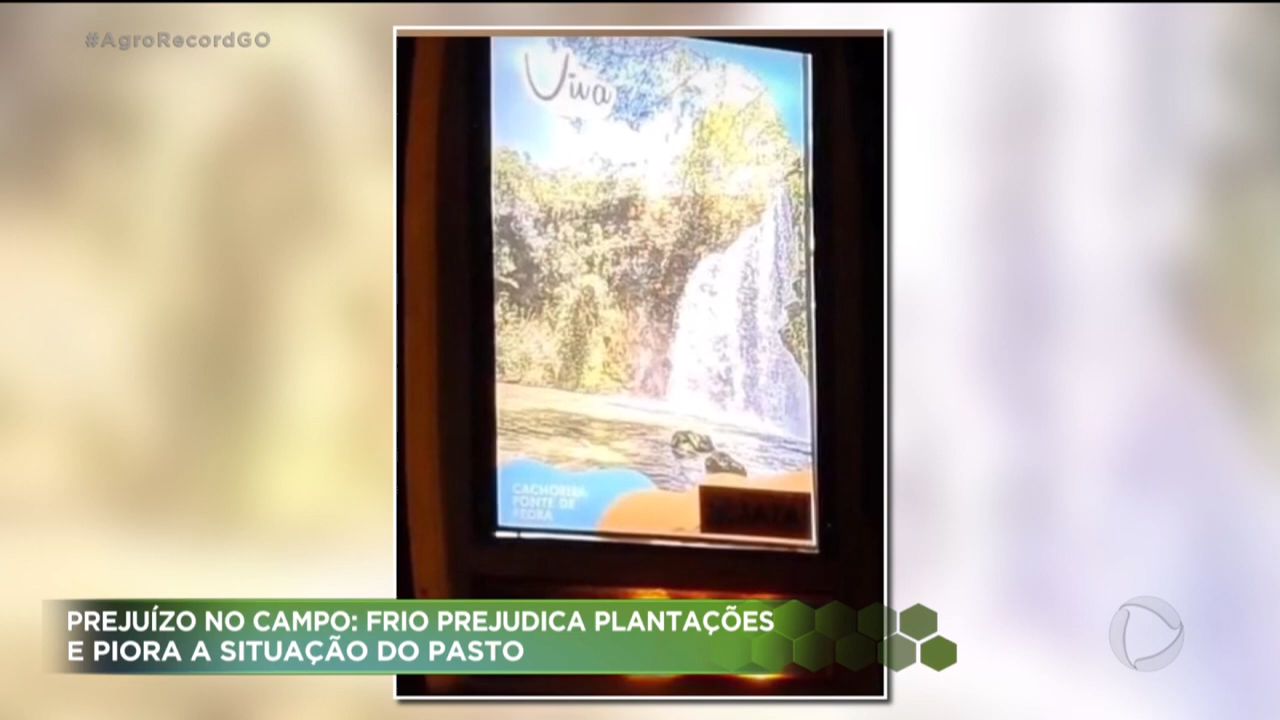 #AgroRecordGO
Viva
CACHOEIRA
PONTE DE
PEDRA
PREJUÍZO NO CAMPO: FRIO PREJUDICA PLANTAÇÕES
E PIORA A SITUAÇÃO DO PASTO